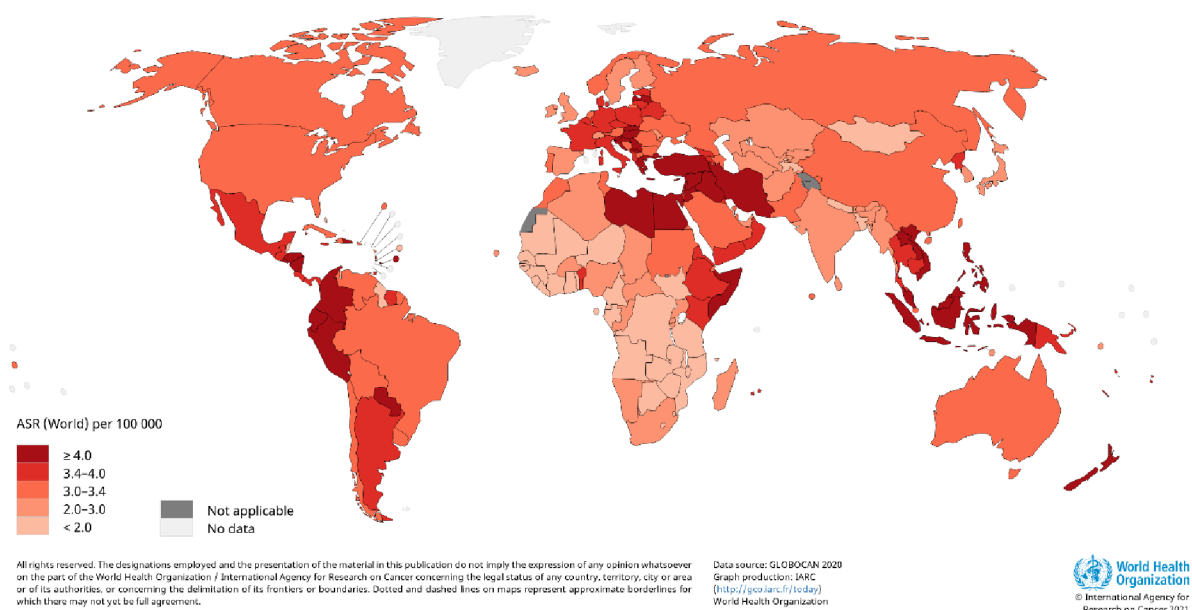 ASR (World) per 100 000
≥ 4.0
3.4–4.0
3.0–3.4
2.0–3.0
< 2.0
Not applicable
No data
All rights reserved. The designations employed and the presentation of the material in this publication do not imply the expression of any opinion whatsoever
on the part of the World Health Organization / International Agency for Research on Cancer concerning the legal status of any country, territory, city or area
or of its authorities, or concerning the delimitation of its frontiers or boundaries. Dotted and dashed lines on maps represent approximate borderlines for
which there may not yet be full agreement.
Data source: GLOBOCAN 2020
Graph production: IARC
(http://gco.iarc.fr/today)
World Health Organization
World Health
Organization
© International Agency for
Research on Cancer 2021